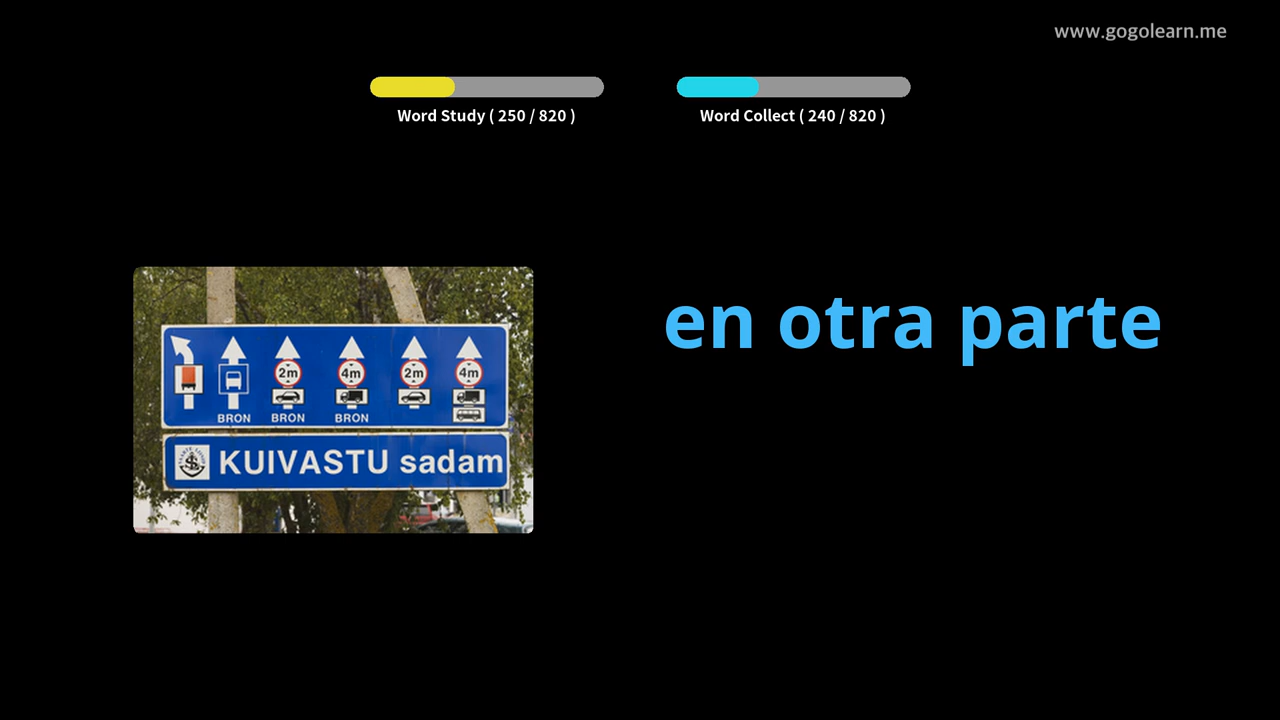 www.gogolearn.me
Word Study ( 250 / 820 )
Word Collect ( 240 / 820 )
en otra parte
2m 4m 2m 4m
BRON BRON BRON
KUIVASTU sadam